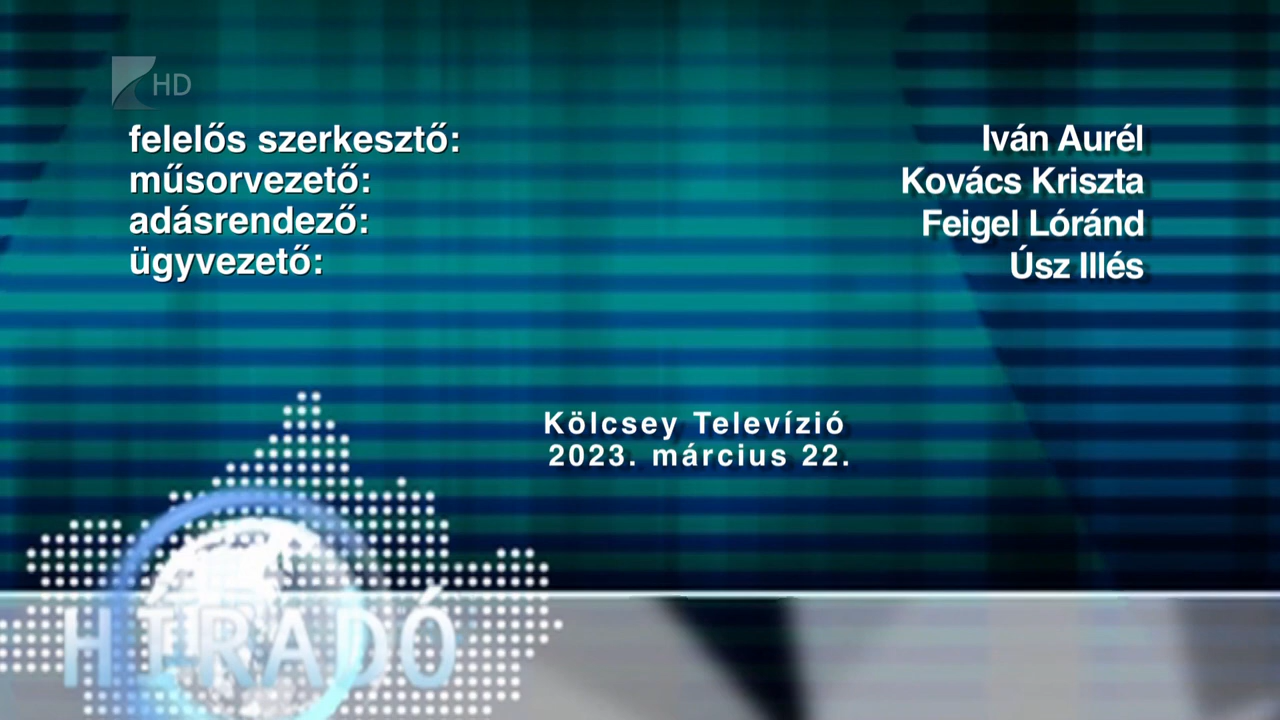 HD
felelős szerkesztő: Iván Aurél
műsorvezető: Kovács Kriszta
adásrendező: Feigel Lóránd
ügyvezető: Úsz Illés
Kölcsey Televízió
2023. március 22.
HÍRADÓ